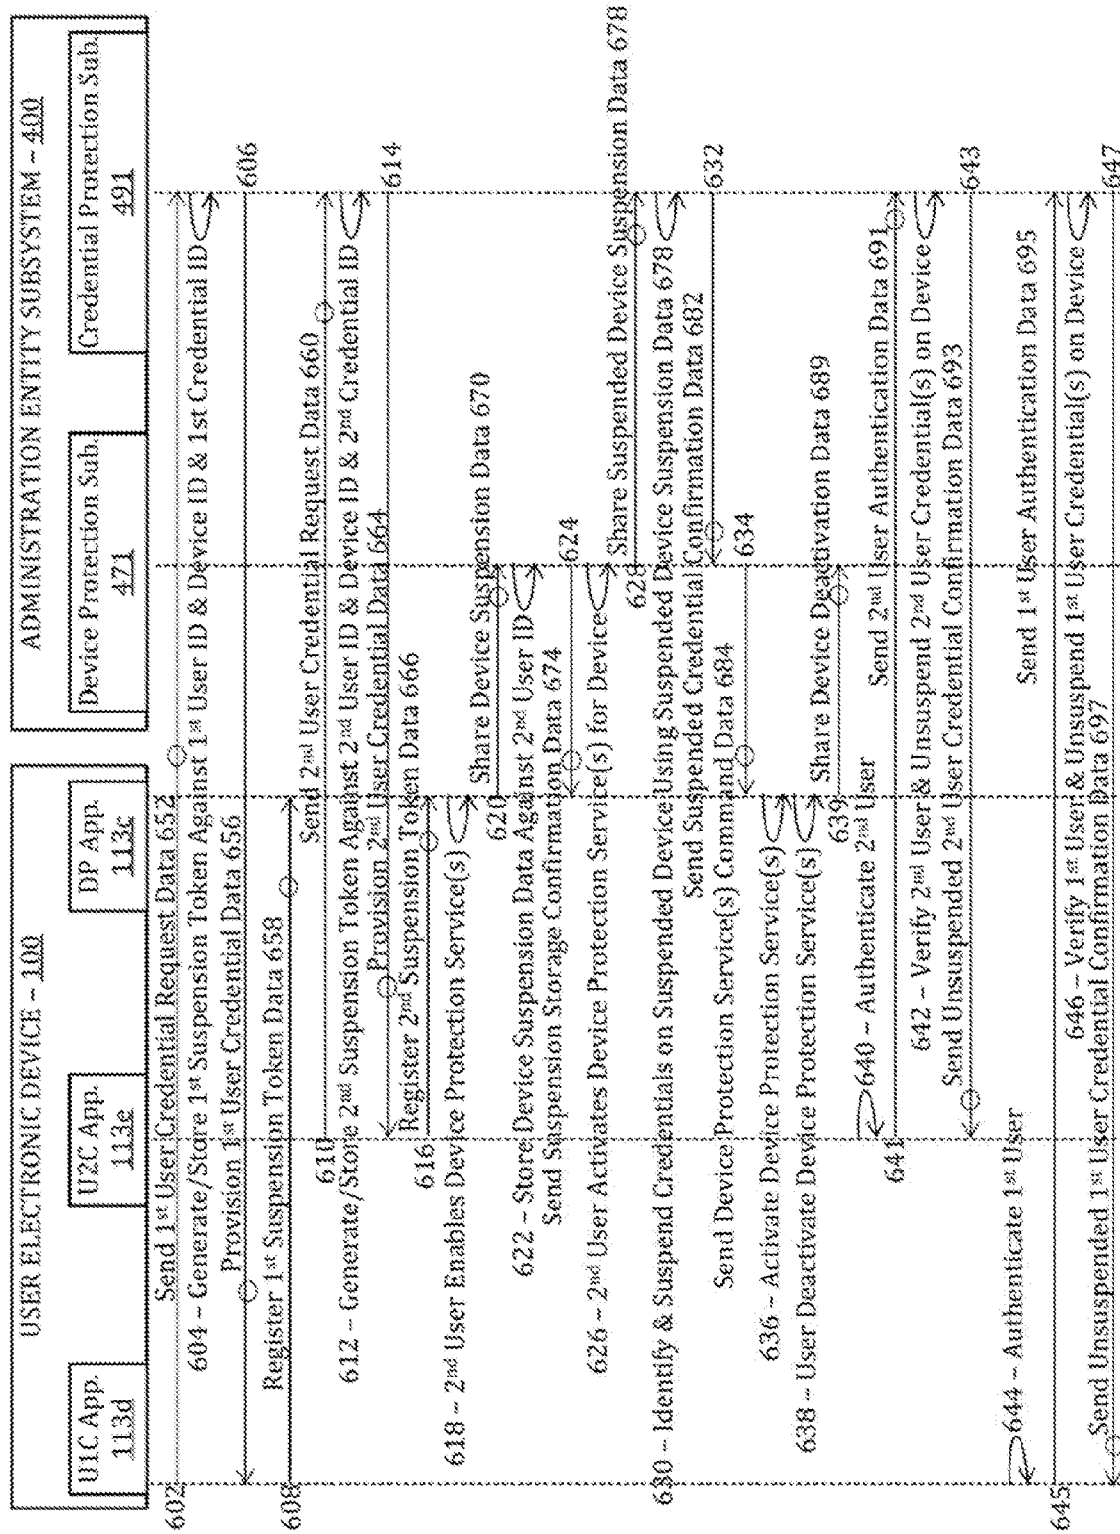 USER ELECTRONIC DEVICE – 100
ADMINISTRATION ENTITY SUBSYSTEM – 400
U1C App.
113d
U2C App.
113e
DP App.
113c
Device Protection Sub.
471
Credential Protection Sub.
491
602
Send 1st User Credential Request Data 652
604 – Generate/Store 1st Suspension Token Against 1st User ID & Device ID & 1st Credential ID
Provision 1st User Credential Data 656
606
608
Register 1st Suspension Token Data 658
610
Send 2nd User Credential Request Data 660
612 – Generate/Store 2nd Suspension Token Against 2nd User ID & Device ID & 2nd Credential ID
Provision 2nd User Credential Data 664
614
616
Register 2nd Suspension Token Data 666
618 – 2nd User Enables Device Protection Service(s)
620
Share Device Suspension Data 670
622 – Store Device Suspension Data Against 2nd User ID
Send Suspension Storage Confirmation Data 674
624
626 – 2nd User Activates Device Protection Service(s) for Device
628
Share Suspended Device Suspension Data 678
630 – Identify & Suspend Credentials on Suspended Device Using Suspended Device Suspension Data 678
Send Suspended Credential Confirmation Data 682
632
Send Device Protection Service(s) Command Data 684
634
636 – Activate Device Protection Service(s)
638 – User Deactivate Device Protection Service(s)
639
Share Device Deactivation Data 689
640 – Authenticate 2nd User
641
Send 2nd User Authentication Data 691
642 – Verify 2nd User & Unsuspend 2nd User Credential(s) on Device
Send Unsuspended 2nd User Credential Confirmation Data 693
643
644 – Authenticate 1st User
645
Send 1st User Authentication Data 695
646 – Verify 1st User & Unsuspend 1st User Credential(s) on Device
Send Unsuspended 1st User Credential Confirmation Data 697
647